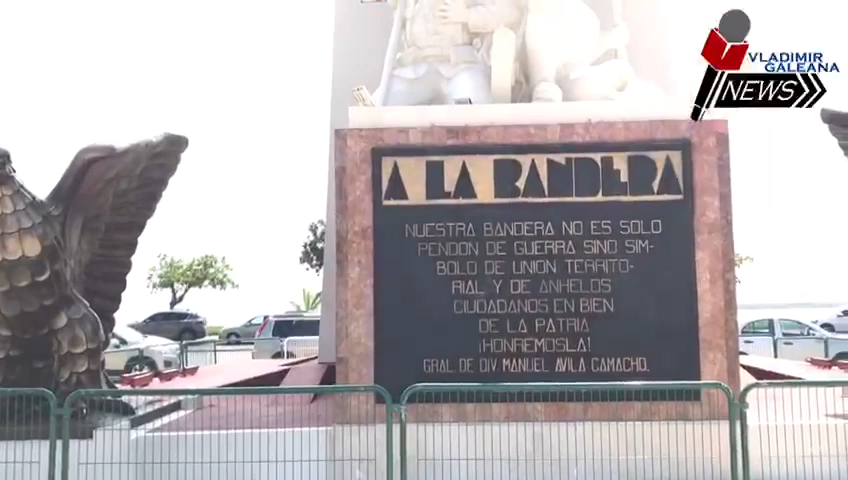 VLADIMIR
GALEANA
NEWS
A LA BANDERA
NUESTRA BANDERA NO ES SOLO
PENDON DE GUERRA SINO SIM-
BOLO DE UNION TERRITO-
RIAL Y DE ANHELOS
CIUDADANOS EN BIEN
DE LA PATRIA
¡HONREMOSLA!
GRAL. DE DIV. MANUEL AVILA CAMACHO.